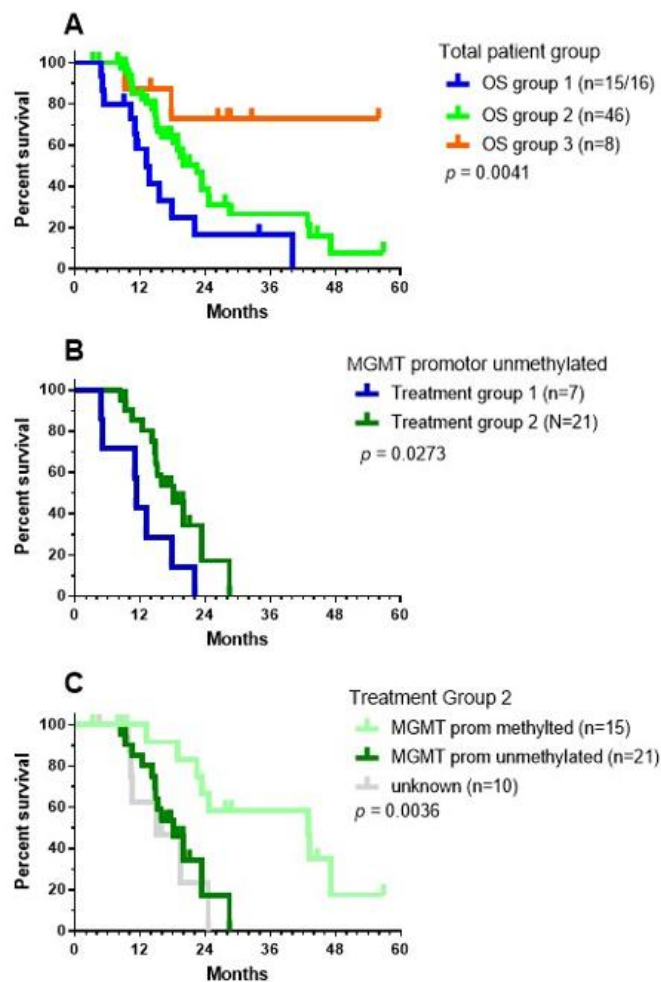 A
Total patient group
OS group 1 (n=15/16)
OS group 2 (n=46)
OS group 3 (n=8)
p = 0.0041
Percent survival
100
80
60
40
20
0
0 12 24 36 48 60
Months
B
MGMT promotor unmethylated
Treatment group 1 (n=7)
Treatment group 2 (N=21)
p = 0.0273
Percent survival
100
80
60
40
20
0
0 12 24 36 48 60
Months
C
Treatment Group 2
MGMT prom methylted (n=15)
MGMT prom unmethylated (n=21)
unknown (n=10)
p = 0.0036
Percent survival
100
80
60
40
20
0
0 12 24 36 48 60
Months